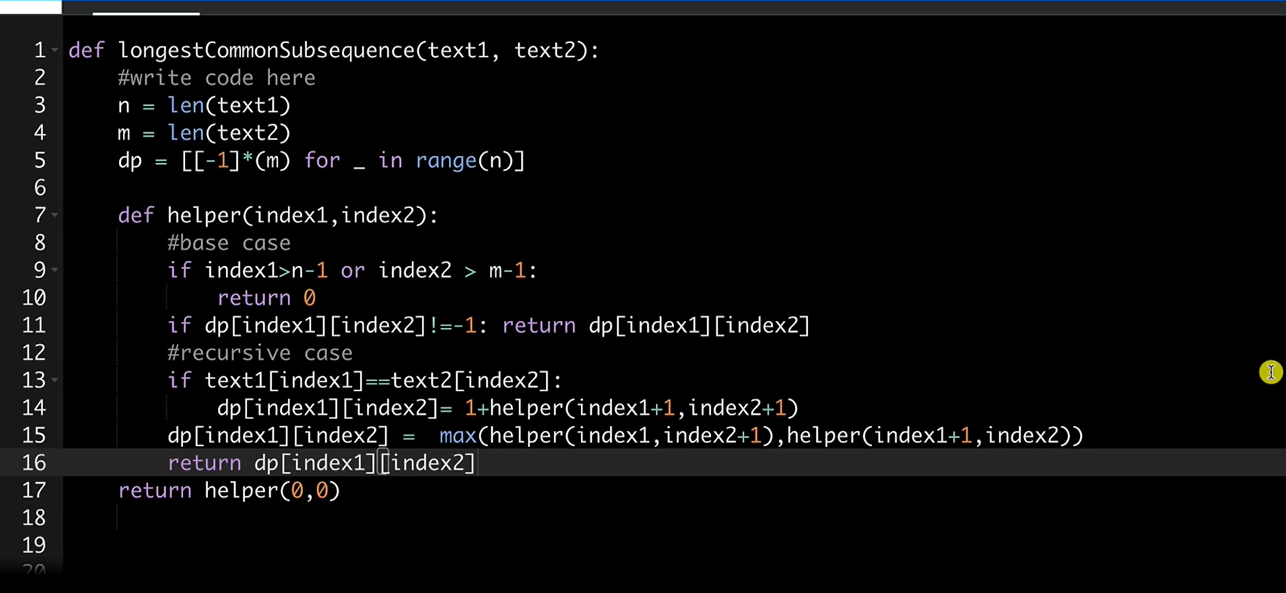 1 def longestCommonSubsequence(text1, text2):
2     #write code here
3     n = len(text1)
4     m = len(text2)
5     dp = [[-1]*(m) for _ in range(n)]
6
7     def helper(index1,index2):
8         #base case
9         if index1>n-1 or index2 > m-1:
10             return 0
11         if dp[index1][index2]!=-1: return dp[index1][index2]
12         #recursive case
13         if text1[index1]==text2[index2]:
14             dp[index1][index2]= 1+helper(index1+1,index2+1)
15         dp[index1][index2] =  max(helper(index1,index2+1),helper(index1+1,index2))
16         return dp[index1][index2]
17     return helper(0,0)
18
19
20